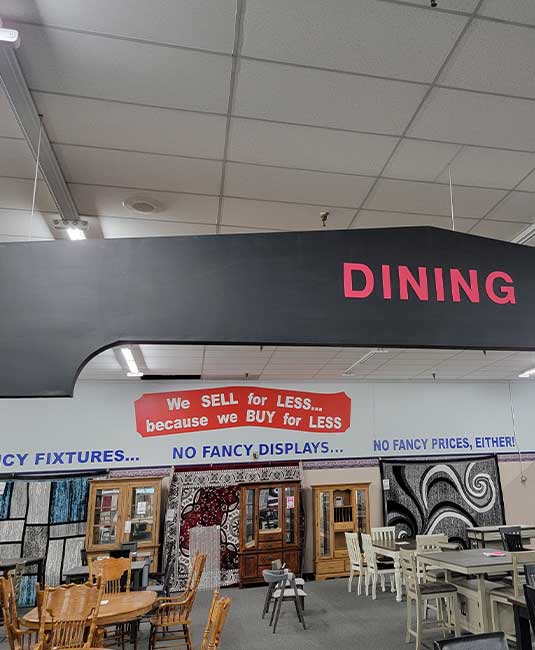 DINING
We SELL for LESS...
because we BUY for LESS
CY FIXTURES... NO FANCY DISPLAYS... NO FANCY PRICES, EITHER!